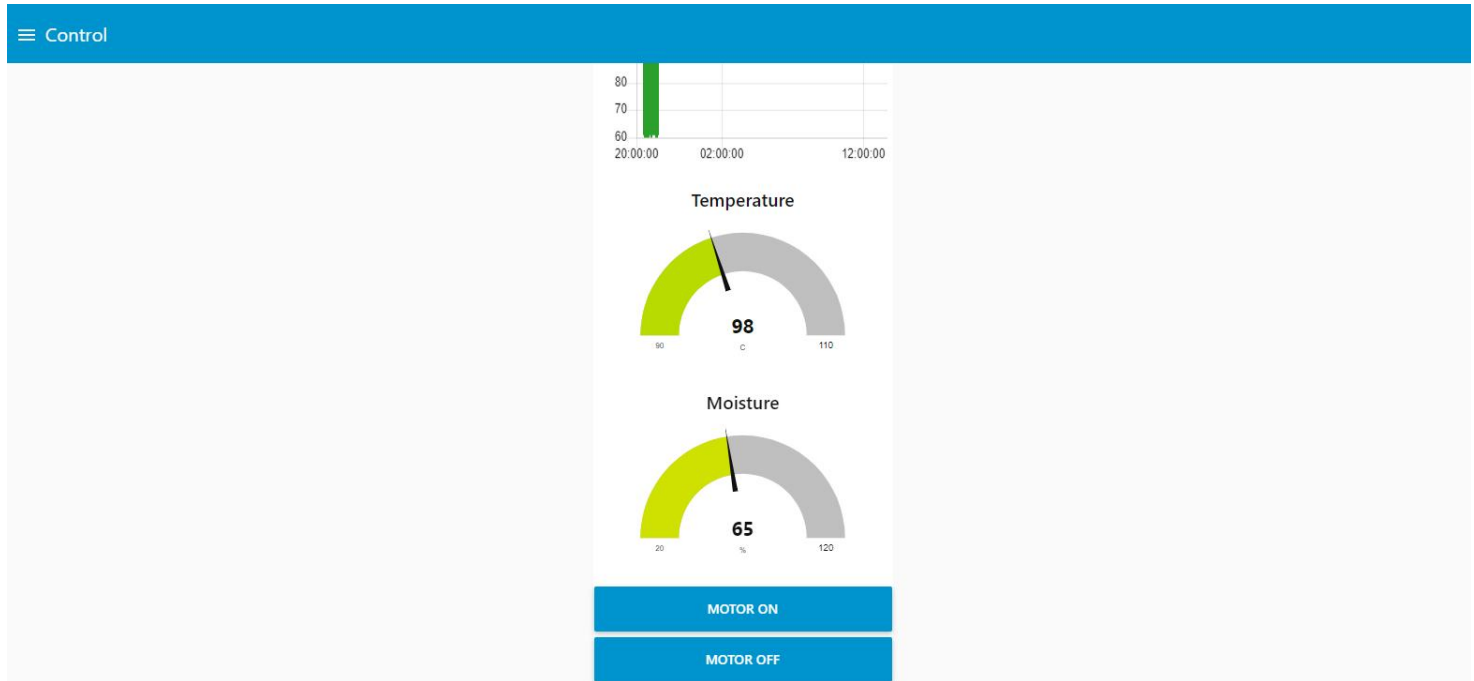 Control
80
70
60
20:00:00 02:00:00 12:00:00
Temperature
98
90 C 110
Moisture
65
20 % 120
MOTOR ON
MOTOR OFF